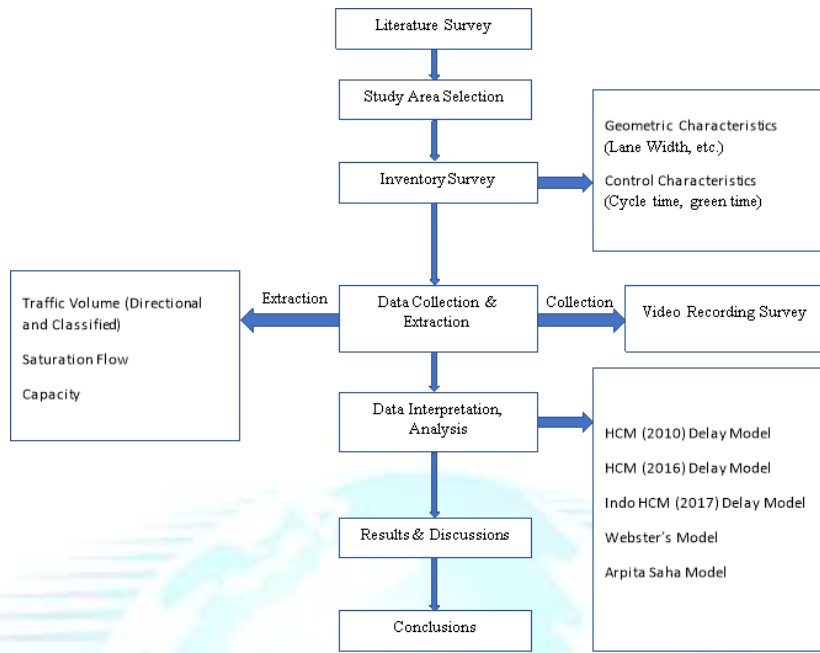 Literature Survey
Study Area Selection
Inventory Survey
Geometric Characteristics
(Lane Width, etc.)
Control Characteristics
(Cycle time, green time)
Traffic Volume (Directional
and Classified)
Saturation Flow
Capacity
Extraction
Data Collection &
Extraction
Collection
Video Recording Survey
Data Interpretation,
Analysis
HCM (2010) Delay Model
HCM (2016) Delay Model
Indo HCM (2017) Delay Model
Webster's Model
Arpita Saha Model
Results & Discussions
Conclusions